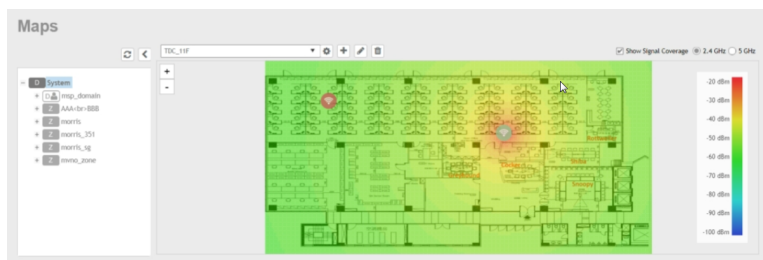 Maps
TDC_11F
Show Signal Coverage 2.4 GHz 5 GHz
+
-
D System
D msp_domain
Z AAA<br>BBB
Z morris
Z morris_351
Z morris_sg
Z mvno_zone
-20 dBm
-30 dBm
-40 dBm
-50 dBm
-60 dBm
-70 dBm
-80 dBm
-90 dBm
-100 dBm
Snoopy